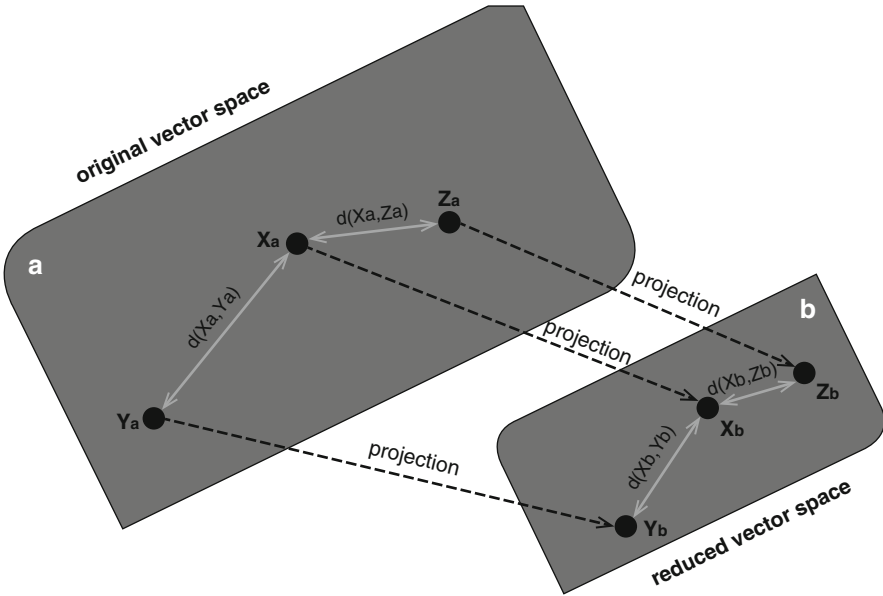 original vector space
a
Xa
d(Xa,Za)
Za
d(Xa,Ya)
Ya
projection
projection
projection
b
d(Xb,Zb)
Zb
Xb
d(Xb,Yb)
Yb
reduced vector space